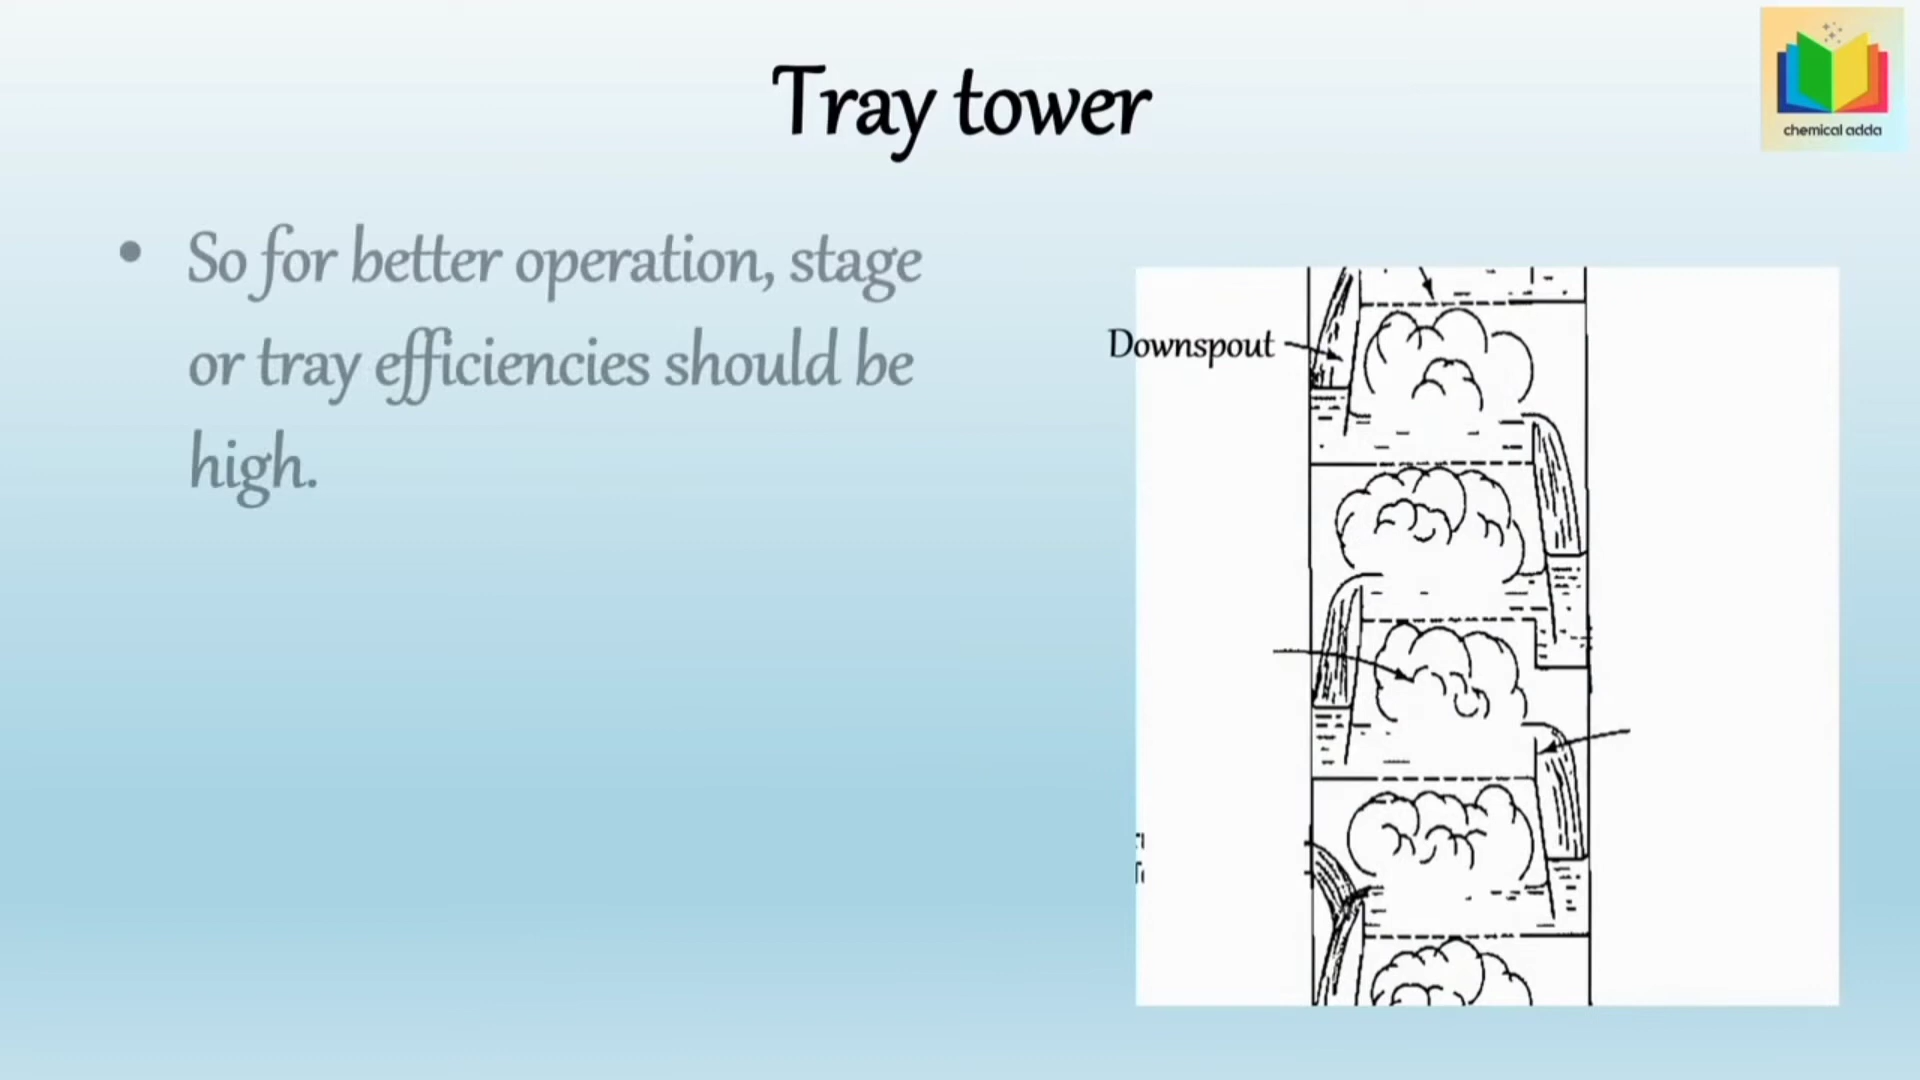 Tray tower
chemical adda
• So for better operation, stage
or tray efficiencies should be
high.
Downspout